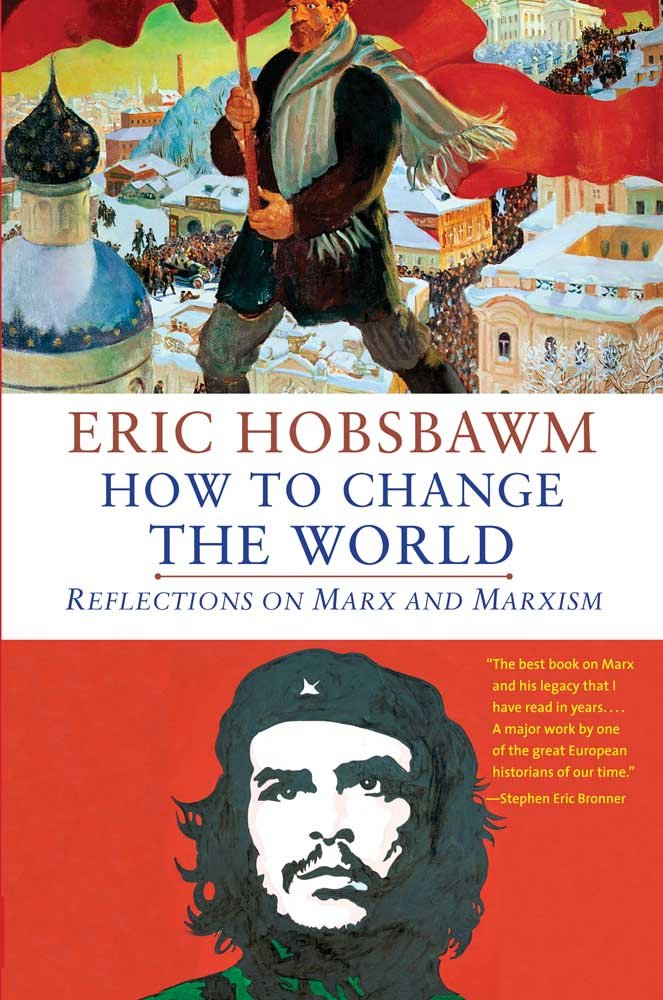 ERIC HOBSBAWM
HOW TO CHANGE
THE WORLD
REFLECTIONS ON MARX AND MARXISM
“The best book on Marx
and his legacy that I
have read in years....
A major work by one
of the great European
historians of our time.”
—Stephen Eric Bronner